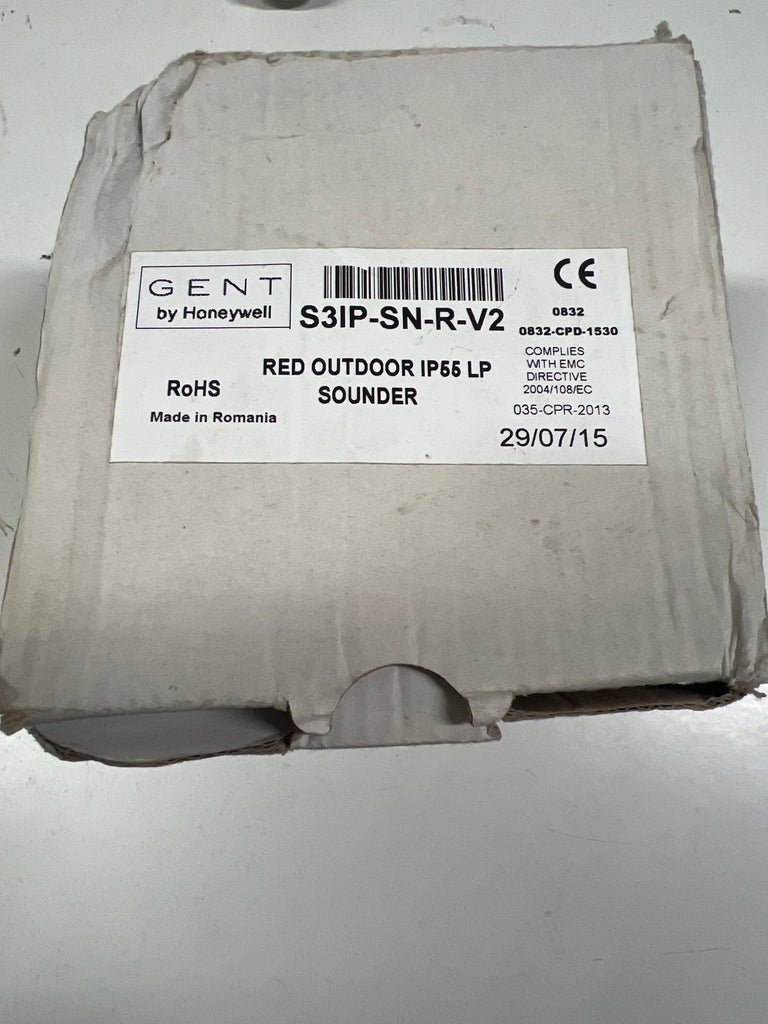 GENT
by Honeywell
S3IP-SN-R-V2
RED OUTDOOR IP55 LP
SOUNDER
RoHS
Made in Romania
CE
0832
0832-CPD-1530
COMPLIES
WITH EMC
DIRECTIVE
2004/108/EC
035-CPR-2013
29/07/15